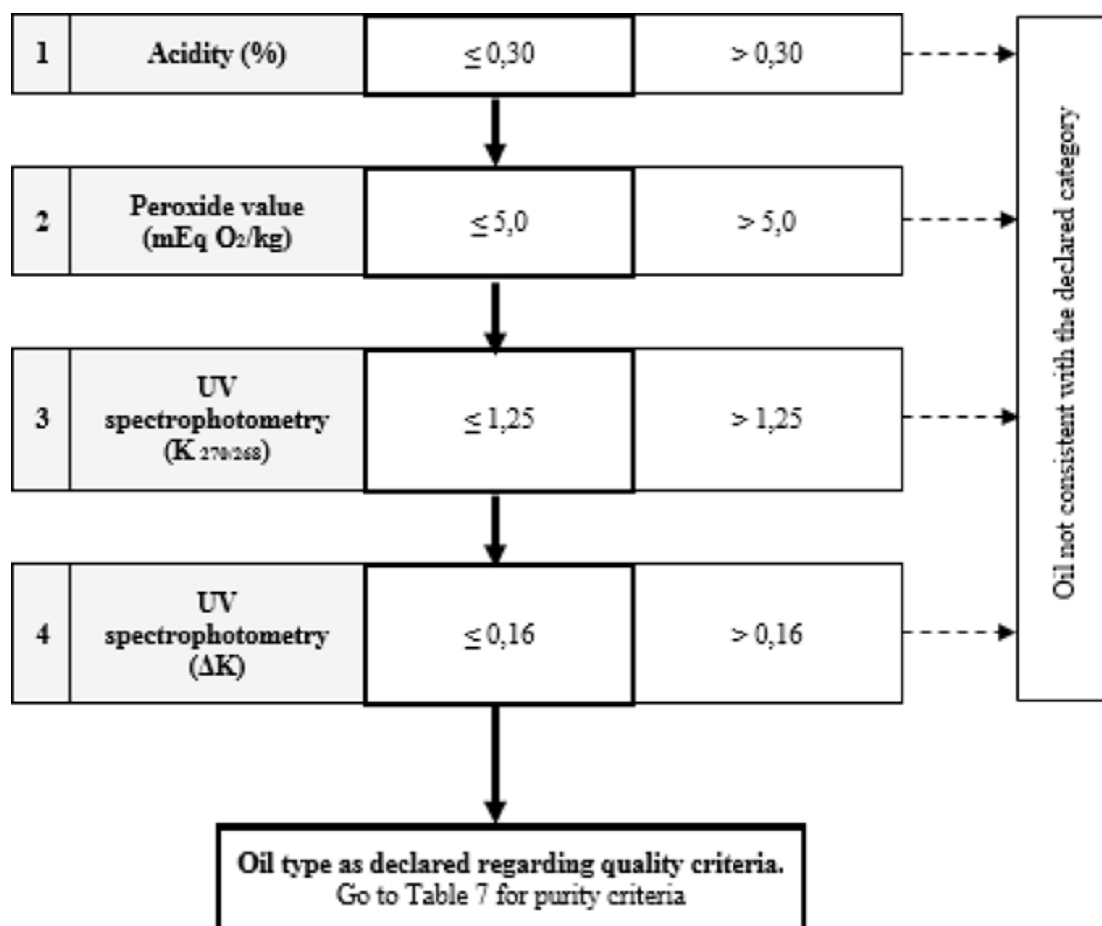 1 Acidity (%) ≤ 0,30 > 0,30
2 Peroxide value
(mEq O2/kg) ≤ 5,0 > 5,0
3 UV
spectrophotometry
(K 270/268) ≤ 1,25 > 1,25
4 UV
spectrophotometry
(ΔK) ≤ 0,16 > 0,16
Oil not consistent with the declared category
Oil type as declared regarding quality criteria.
Go to Table 7 for purity criteria